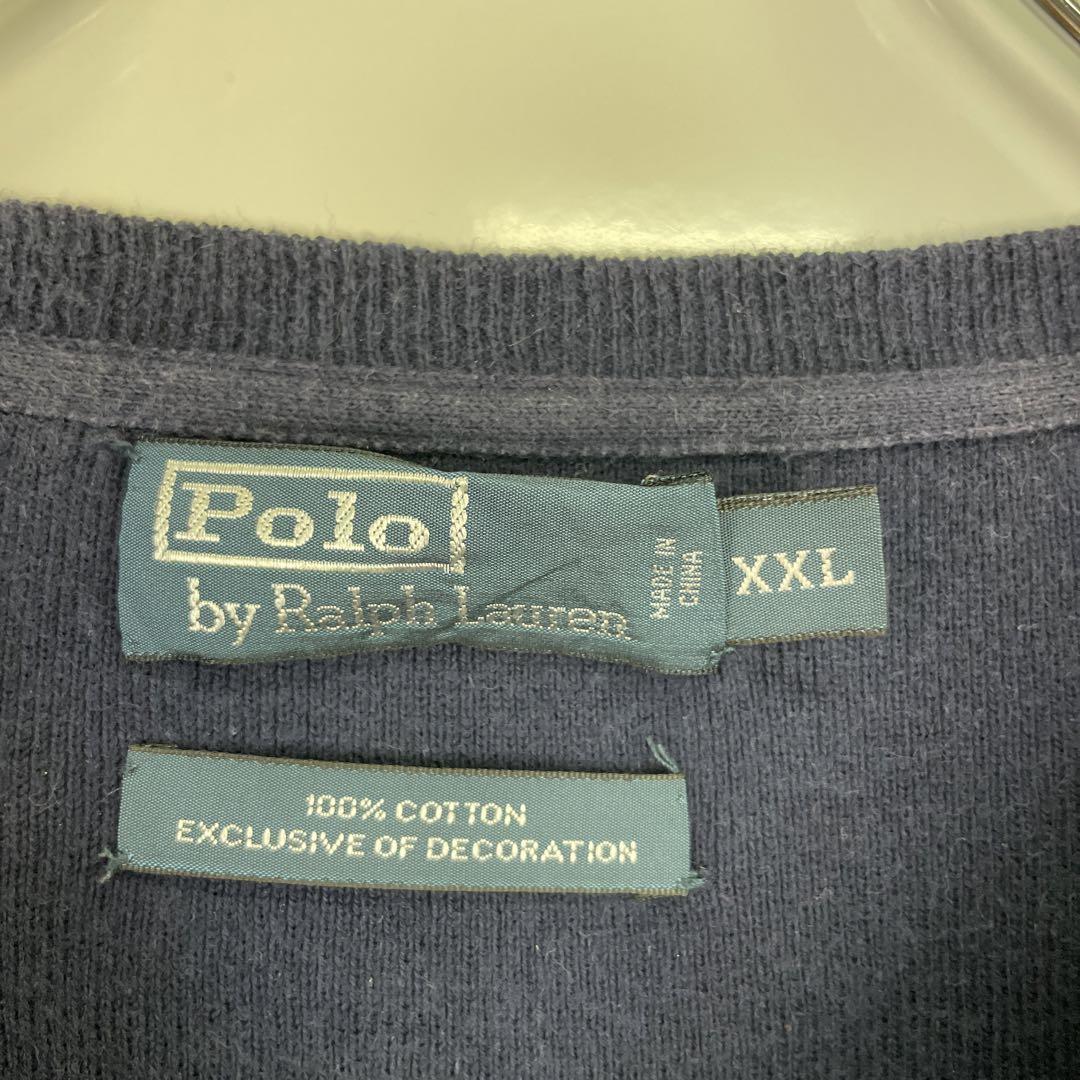 Polo
by Ralph Lauren
MADE IN
CHINA
XXL
100% COTTON
EXCLUSIVE OF DECORATION